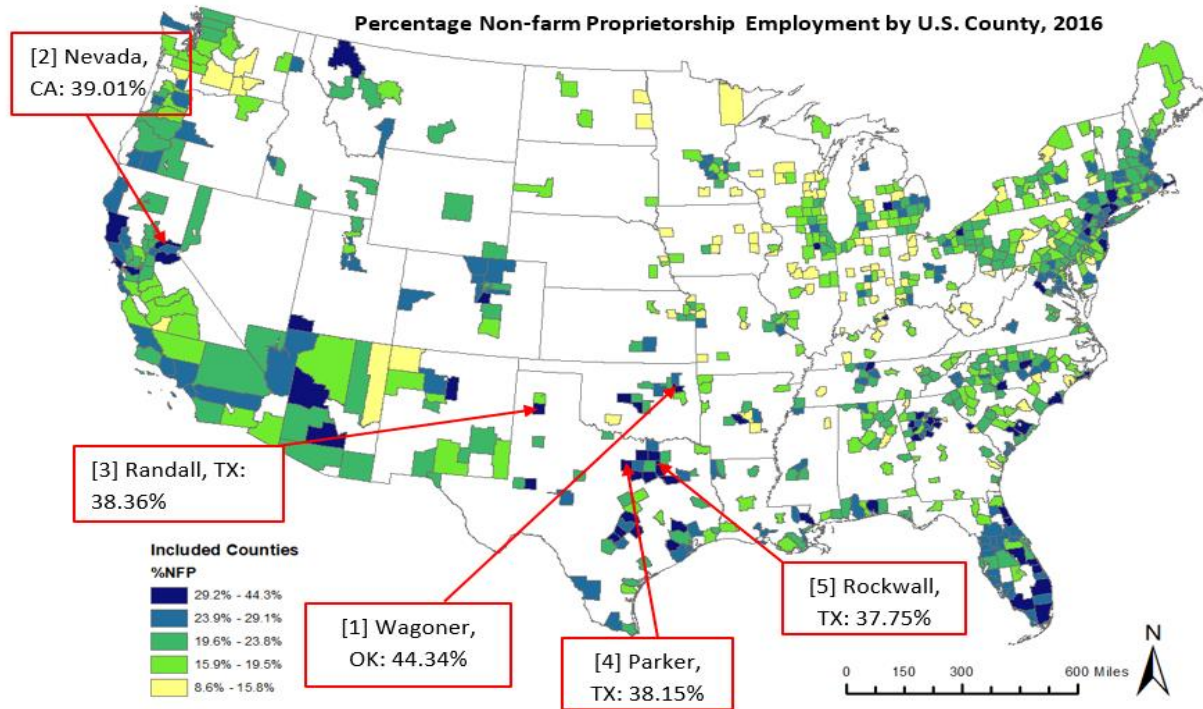 Percentage Non-farm Proprietorship Employment by U.S. County, 2016
[2] Nevada,
CA: 39.01%
[3] Randall, TX:
38.36%
Included Counties
%NFP
29.2% - 44.3%
23.9% - 29.1%
19.6% - 23.8%
15.9% - 19.5%
8.6% - 15.8%
[1] Wagoner,
OK: 44.34%
[4] Parker,
TX: 38.15%
[5] Rockwall,
TX: 37.75%
N
0 150 300 600 Miles